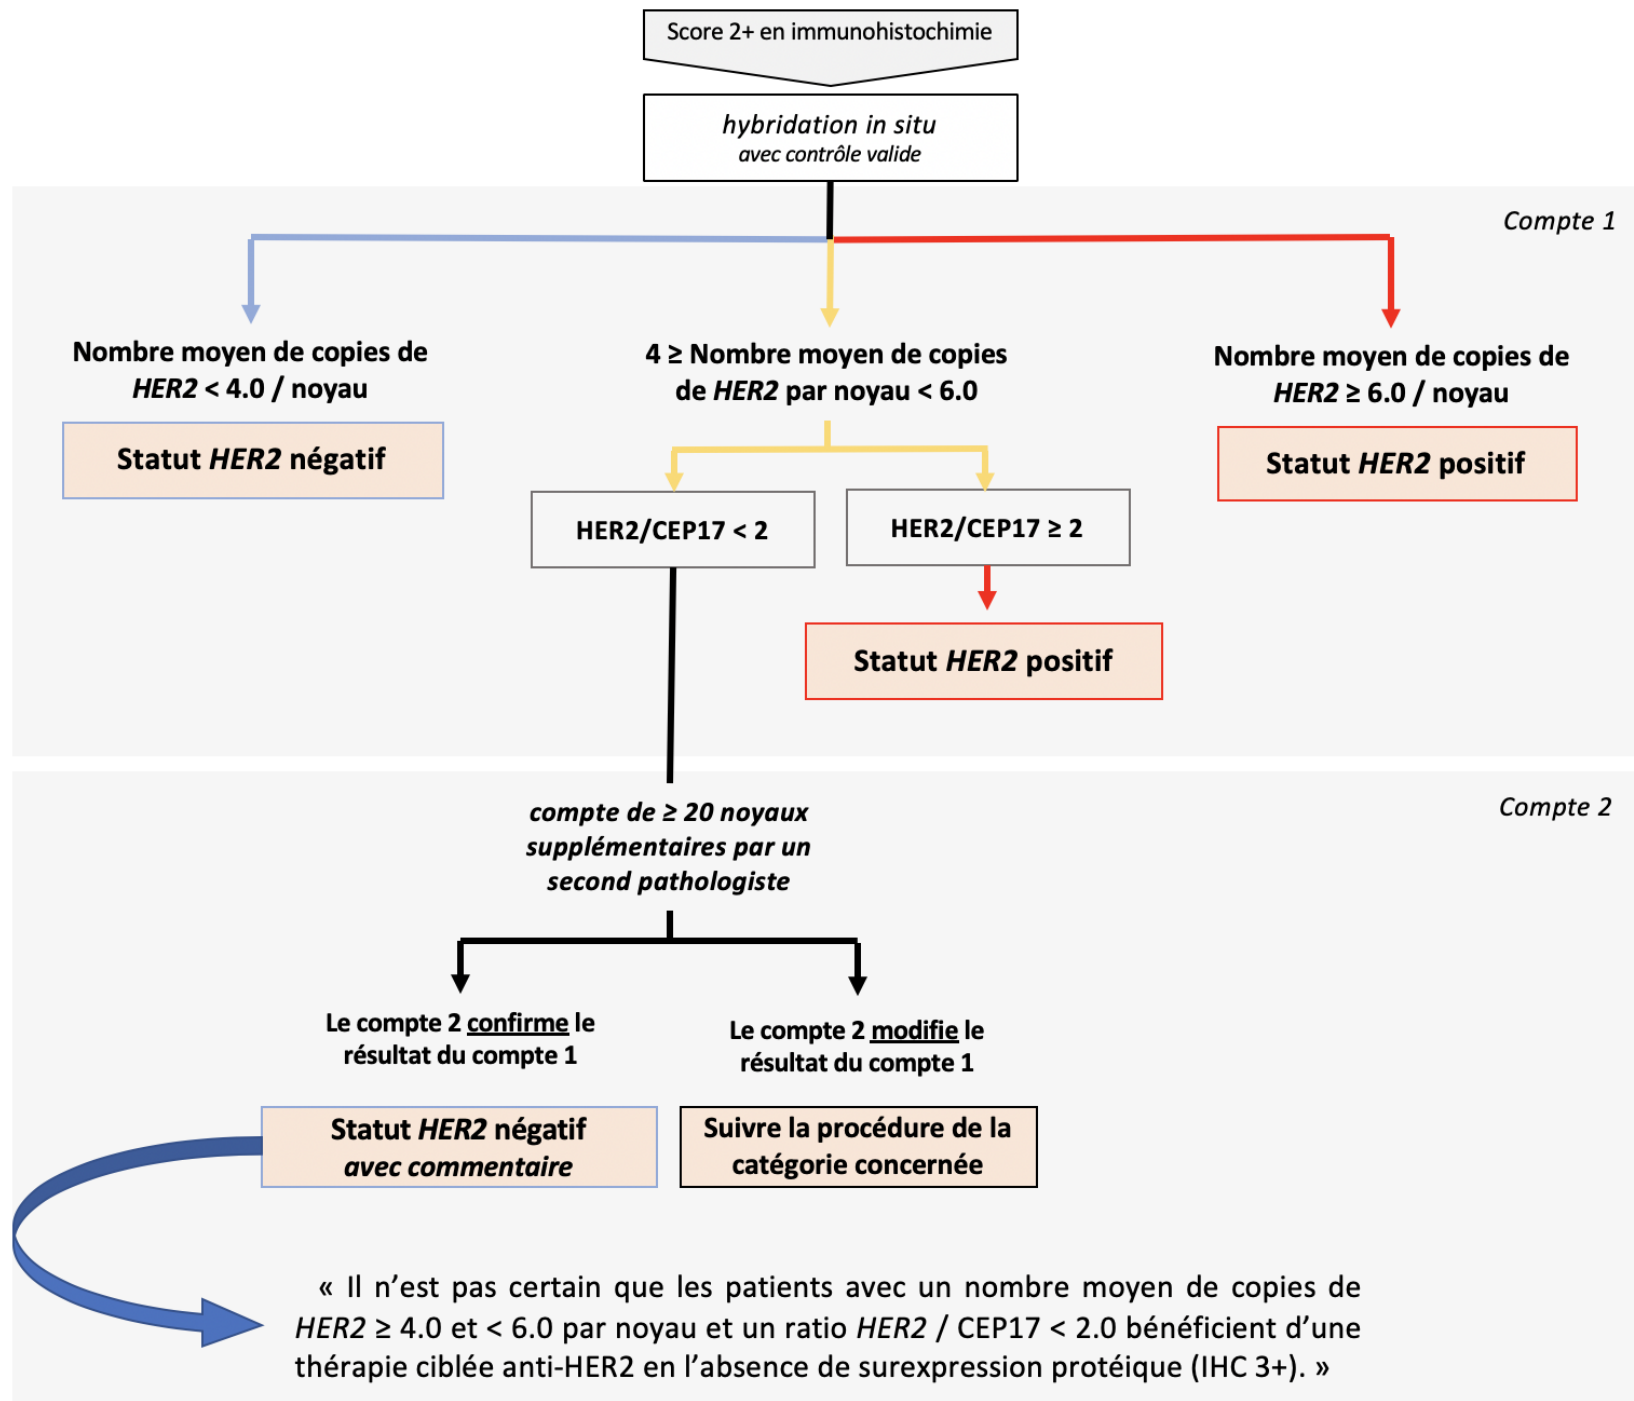 Score 2+ en immunohistochimie
hybridation in situ
avec contrôle valide
Compte 1
Nombre moyen de copies de
HER2 < 4.0 / noyau
Statut HER2 négatif
4 ≥ Nombre moyen de copies
de HER2 par noyau < 6.0
Nombre moyen de copies de
HER2 ≥ 6.0 / noyau
Statut HER2 positif
HER2/CEP17 < 2
HER2/CEP17 ≥ 2
Statut HER2 positif
Compte 2
compte de ≥ 20 noyaux
supplémentaires par un
second pathologiste
Le compte 2 confirme le
résultat du compte 1
Le compte 2 modifie le
résultat du compte 1
Statut HER2 négatif
avec commentaire
Suivre la procédure de la
catégorie concernée
« Il n’est pas certain que les patients avec un nombre moyen de copies de
HER2 ≥ 4.0 et < 6.0 par noyau et un ratio HER2 / CEP17 < 2.0 bénéficient d’une
thérapie ciblée anti-HER2 en l’absence de surexpression protéique (IHC 3+). »